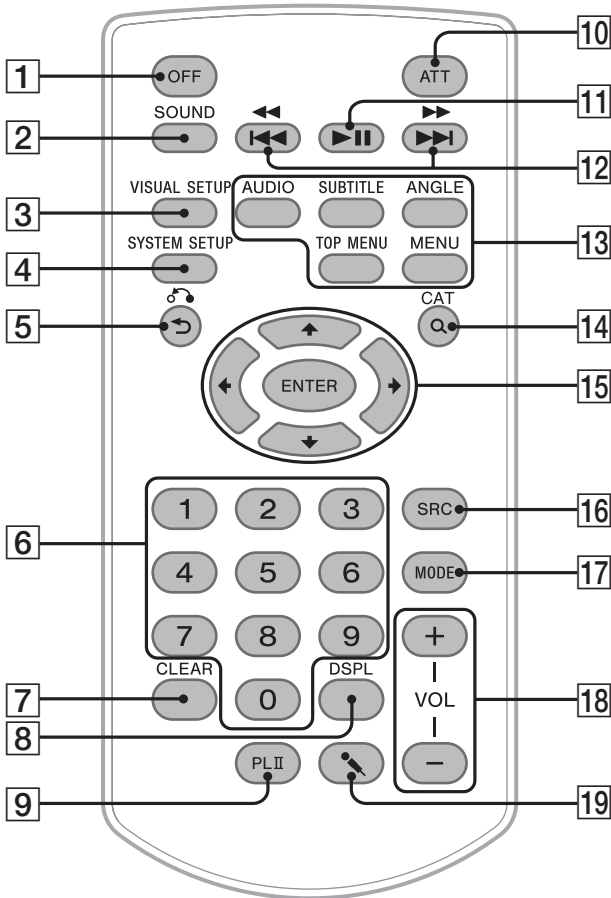 1
OFF
ATT
10
SOUND
11
2
12
VISUAL SETUP
AUDIO
SUBTITLE
ANGLE
3
SYSTEM SETUP
TOP MENU
MENU
13
4
CAT
5
14
ENTER
15
1
2
3
SRC
16
6
4
5
6
MODE
17
7
8
9
+
CLEAR
DSPL
7
0
VOL
18
8
−
PLII
9
19